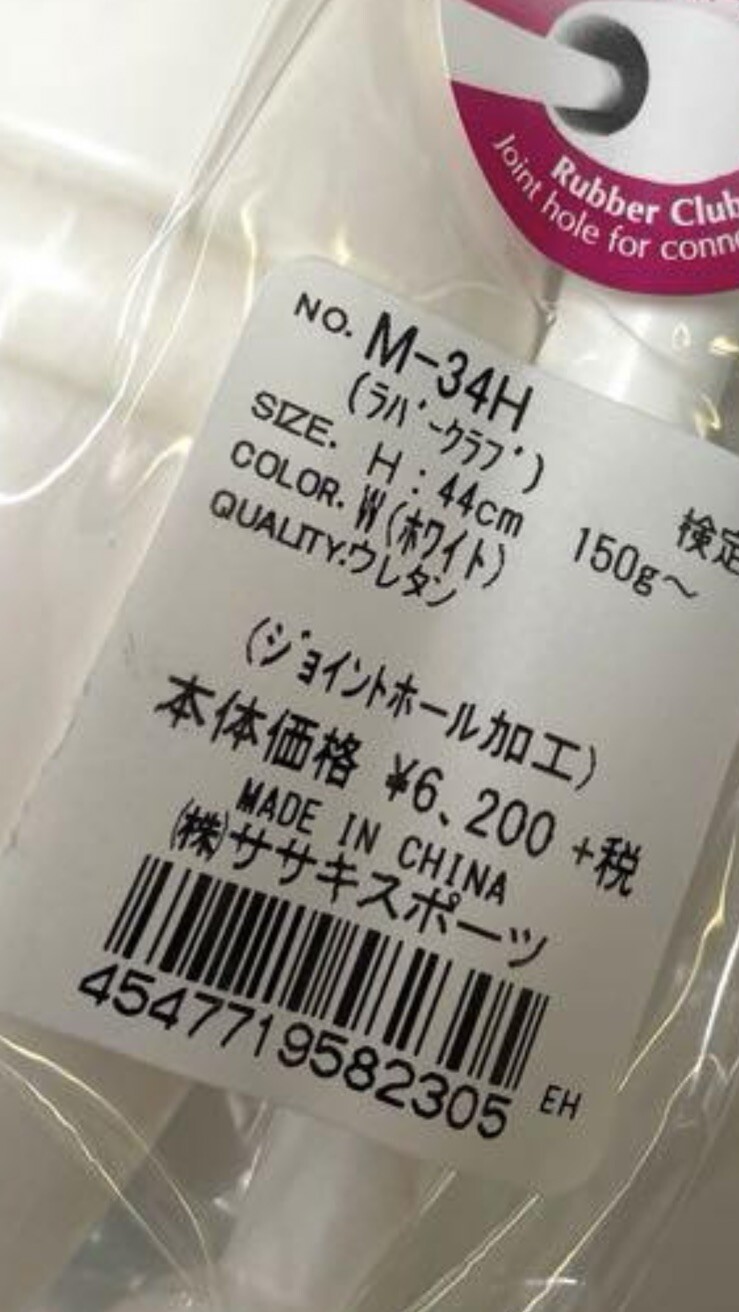 Rubber Club
Joint hole for conne
NO. M-34H
(ラバークラブ)
検定
SIZE. H:44cm 150g～
COLOR. W(ホワイト)
QUALITY.ウレタン
(ジョイントホール加工)
本体価格 ¥6、200 +税
MADE IN CHINA
㈱ササキスポーツ
4547719582305 EH